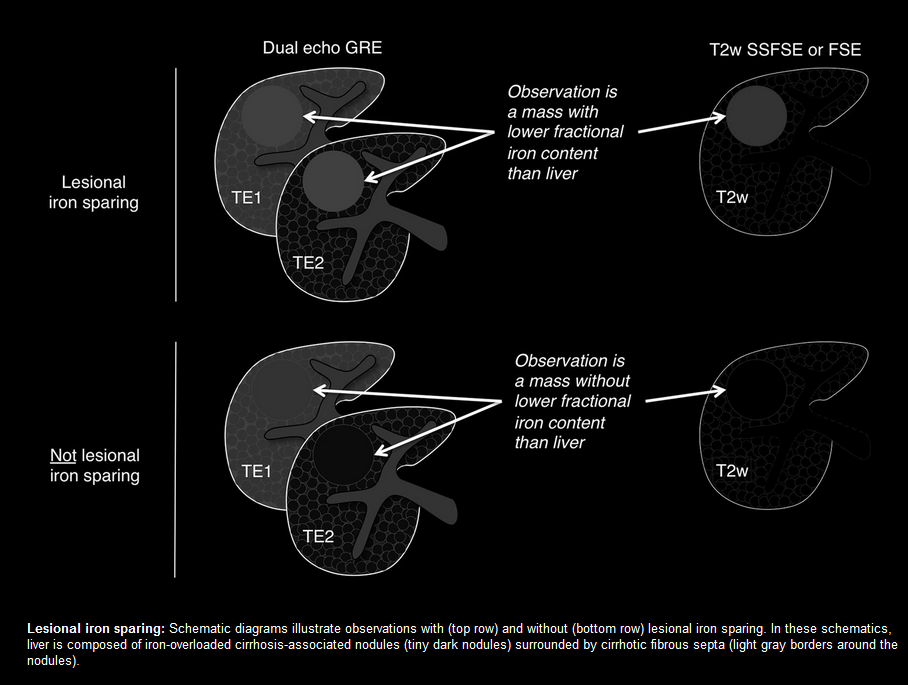 Dual echo GRE
T2w SSFSE or FSE
Lesional
iron sparing
Observation is
a mass with
lower fractional
iron content
than liver
TE1
TE2
T2w
Not lesional
iron sparing
Observation is
a mass without
lower fractional
iron content
than liver
TE1
TE2
T2w
Lesional iron sparing: Schematic diagrams illustrate observations with (top row) and without (bottom row) lesional iron sparing. In these schematics,
liver is composed of iron-overloaded cirrhosis-associated nodules (tiny dark nodules) surrounded by cirrhotic fibrous septa (light gray borders around the
nodules).